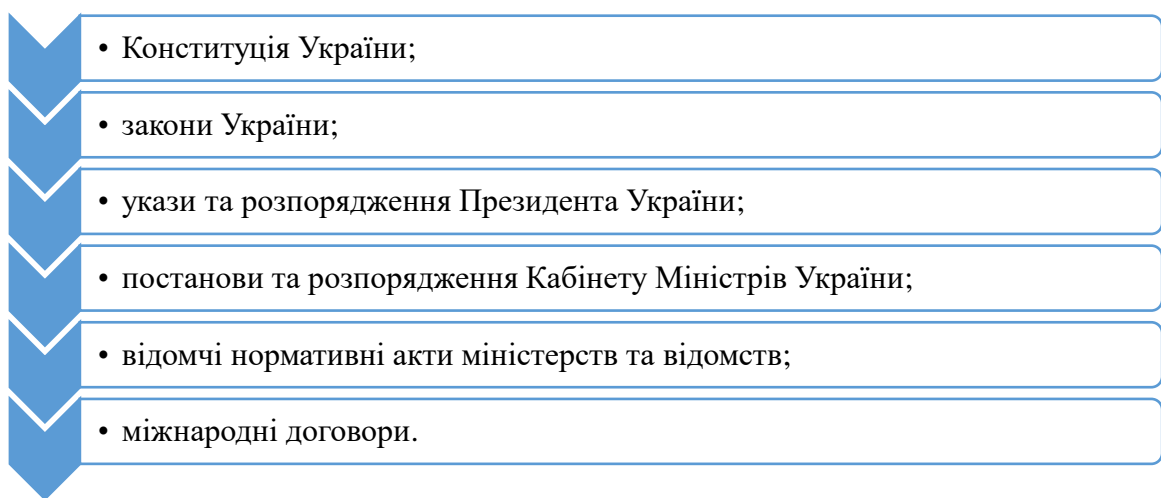 • Конституція України;
• закони України;
• укази та розпорядження Президента України;
• постанови та розпорядження Кабінету Міністрів України;
• відомчі нормативні акти міністерств та відомств;
• міжнародні договори.